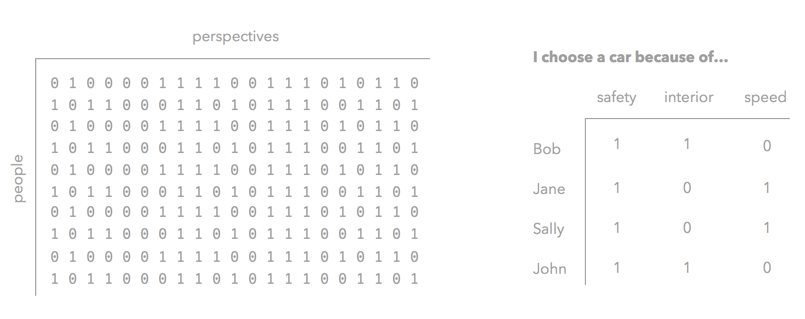 perspectives
people
0 1 0 0 0 0 1 1 1 1 0 0 1 1 1 0 1 0 1 1 0
1 0 1 1 0 0 0 1 1 0 1 0 1 1 1 0 0 1 1 0 1
0 1 0 0 0 0 1 1 1 1 0 0 1 1 1 0 1 0 1 1 0
1 0 1 1 0 0 0 1 1 0 1 0 1 1 1 0 0 1 1 0 1
0 1 0 0 0 0 1 1 1 1 0 0 1 1 1 0 1 0 1 1 0
1 0 1 1 0 0 0 1 1 0 1 0 1 1 1 0 0 1 1 0 1
0 1 0 0 0 0 1 1 1 1 0 0 1 1 1 0 1 0 1 1 0
1 0 1 1 0 0 0 1 1 0 1 0 1 1 1 0 0 1 1 0 1
0 1 0 0 0 0 1 1 1 1 0 0 1 1 1 0 1 0 1 1 0
1 0 1 1 0 0 0 1 1 0 1 0 1 1 1 0 0 1 1 0 1
I choose a car because of...
safety interior speed
Bob 1 1 0
Jane 1 0 1
Sally 1 0 1
John 1 1 0